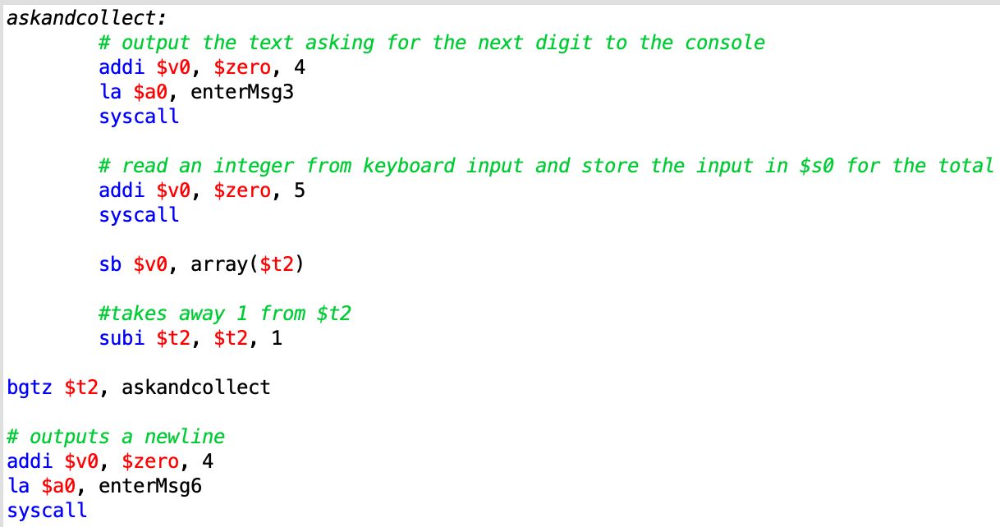 askandcollect:
# output the text asking for the next digit to the console
addi $v0, $zero, 4
la $a0, enterMsg3
syscall
# read an integer from keyboard input and store the input in $s0 for the total
addi $v0, $zero, 5
syscall
sb $v0, array($t2)
#takes away 1 from $t2
subi $t2, $t2, 1
bgtz $t2, askandcollect
# outputs a newline
addi $v0, $zero, 4
la $a0, enterMsg6
syscall